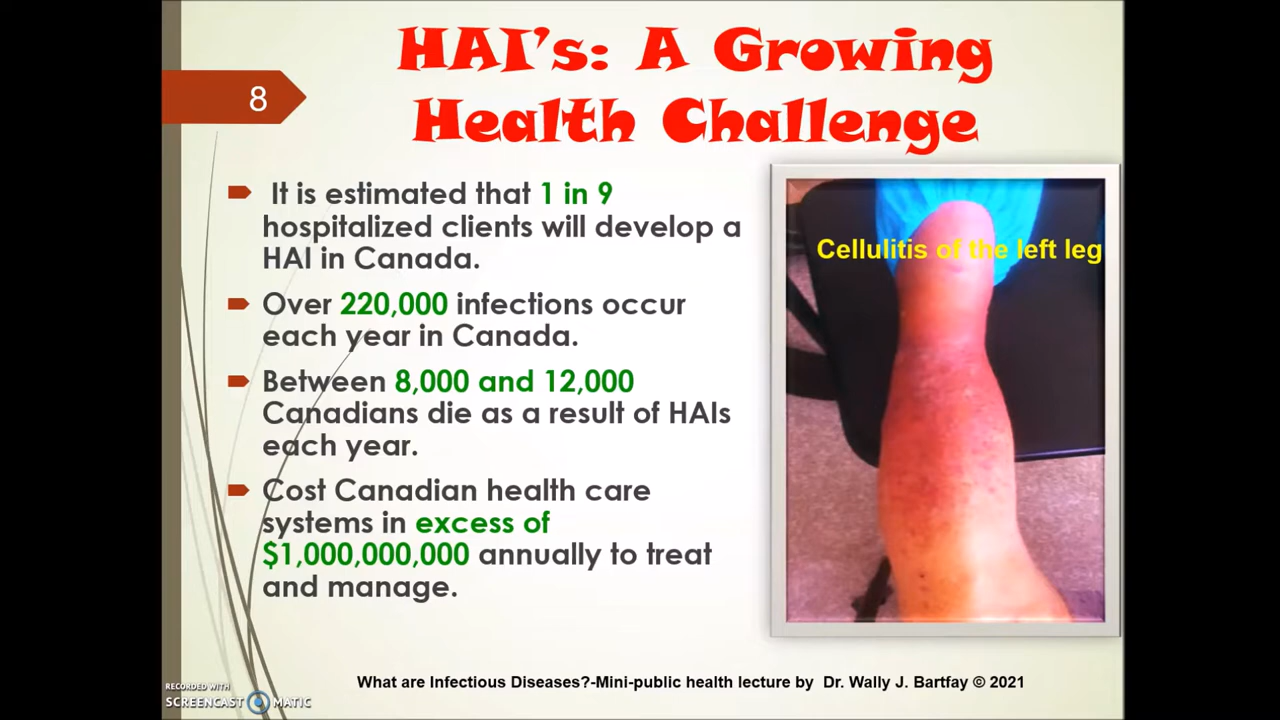 HAI's: A Growing
Health Challenge
8
It is estimated that 1 in 9
hospitalized clients will develop a
HAI in Canada.
Over 220,000 infections occur
each year in Canada.
Between 8,000 and 12,000
Canadians die as a result of HAIs
each year.
Cost Canadian health care
systems in excess of
$1,000,000,000 annually to treat
and manage.
Cellulitis of the left leg
What are Infectious Diseases?-Mini-public health lecture by Dr. Wally J. Bartfay © 2021
RECORDED WITH
SCREENCAST MATIC